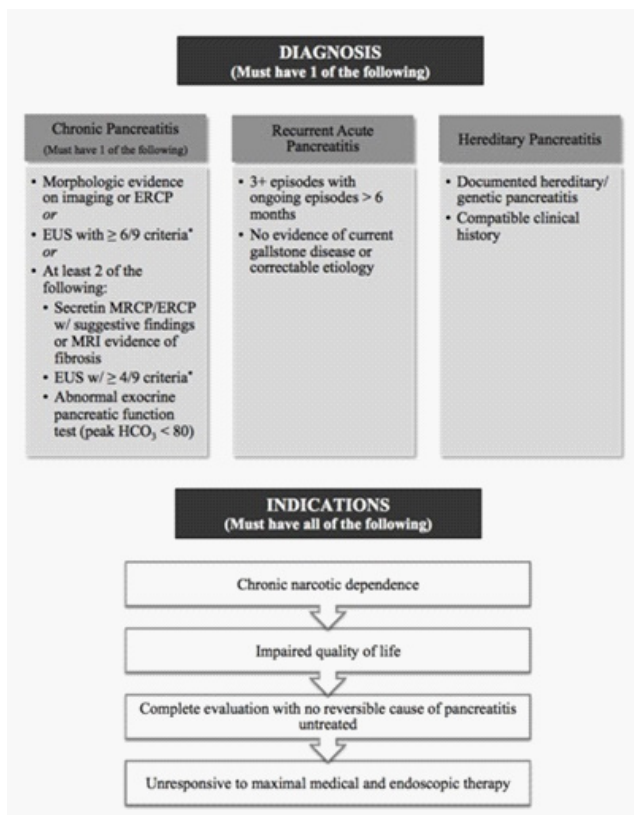 DIAGNOSIS
(Must have 1 of the following)
Chronic Pancreatitis
(Must have 1 of the following)
• Morphologic evidence
on imaging or ERCP
or
• EUS with ≥ 6/9 criteria*
or
• At least 2 of the
following:
• Secretin MRCP/ERCP
w/ suggestive findings
or MRI evidence of
fibrosis
• EUS w/ ≥ 4/9 criteria*
• Abnormal exocrine
pancreatic function
test (peak HCO₃ < 80)
Recurrent Acute
Pancreatitis
• 3+ episodes with
ongoing episodes > 6
months
• No evidence of current
gallstone disease or
correctable etiology
Hereditary Pancreatitis
• Documented hereditary/
genetic pancreatitis
• Compatible clinical
history
INDICATIONS
(Must have all of the following)
Chronic narcotic dependence
Impaired quality of life
Complete evaluation with no reversible cause of pancreatitis
untreated
Unresponsive to maximal medical and endoscopic therapy